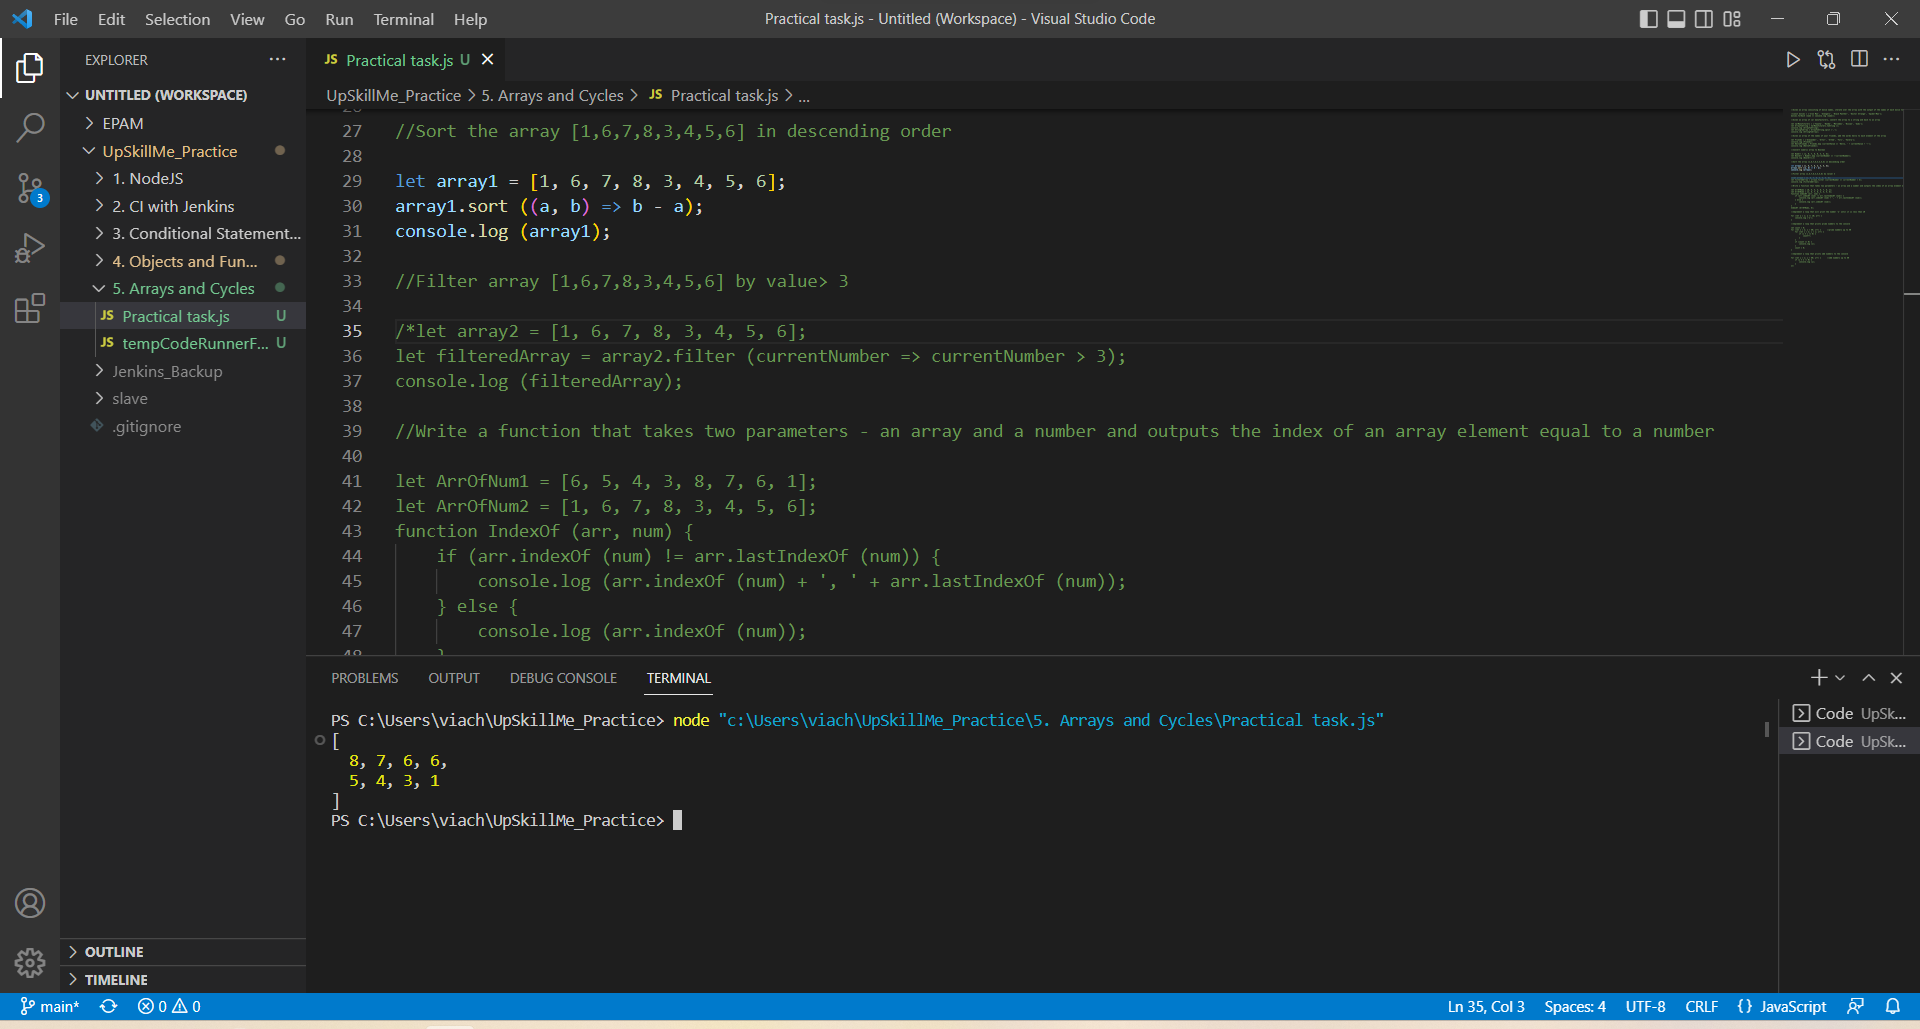 File Edit Selection View Go Run Terminal Help
Practical task.js - Untitled (Workspace) - Visual Studio Code
EXPLORER
UNTITLED (WORKSPACE)
EPAM
UpSkillMe_Practice
1. NodeJS
2. CI with Jenkins
3
3. Conditional Statement...
4. Objects and Fun...
5. Arrays and Cycles
JS Practical task.js U
JS tempCodeRunnerF... U
Jenkins_Backup
slave
.gitignore
OUTLINE
TIMELINE
JS Practical task.js U
UpSkillMe_Practice > 5. Arrays and Cycles > JS Practical task.js > ...
27 //Sort the array [1,6,7,8,3,4,5,6] in descending order
28
29 let array1 = [1, 6, 7, 8, 3, 4, 5, 6];
30 array1.sort ((a, b) => b - a);
31 console.log (array1);
32
33 //Filter array [1,6,7,8,3,4,5,6] by value> 3
34
35 /*let array2 = [1, 6, 7, 8, 3, 4, 5, 6];
36 let filteredArray = array2.filter (currentNumber => currentNumber > 3);
37 console.log (filteredArray);
38
39 //Write a function that takes two parameters - an array and a number and outputs the index of an array element equal to a number
40
41 let ArrOfNum1 = [6, 5, 4, 3, 8, 7, 6, 1];
42 let ArrOfNum2 = [1, 6, 7, 8, 3, 4, 5, 6];
43 function IndexOf (arr, num) {
44 if (arr.indexOf (num) != arr.lastIndexOf (num)) {
45 console.log (arr.indexOf (num) + ', ' + arr.lastIndexOf (num));
46 } else {
47 console.log (arr.indexOf (num));
48 }
PROBLEMS OUTPUT DEBUG CONSOLE TERMINAL
PS C:\Users\viach\UpSkillMe_Practice> node "c:\Users\viach\UpSkillMe_Practice\5. Arrays and Cycles\Practical task.js"
[
8, 7, 6, 6,
5, 4, 3, 1
]
PS C:\Users\viach\UpSkillMe_Practice>
Code UpSk...
Code UpSk...
main* 0 0
Ln 35, Col 3 Spaces: 4 UTF-8 CRLF {} JavaScript